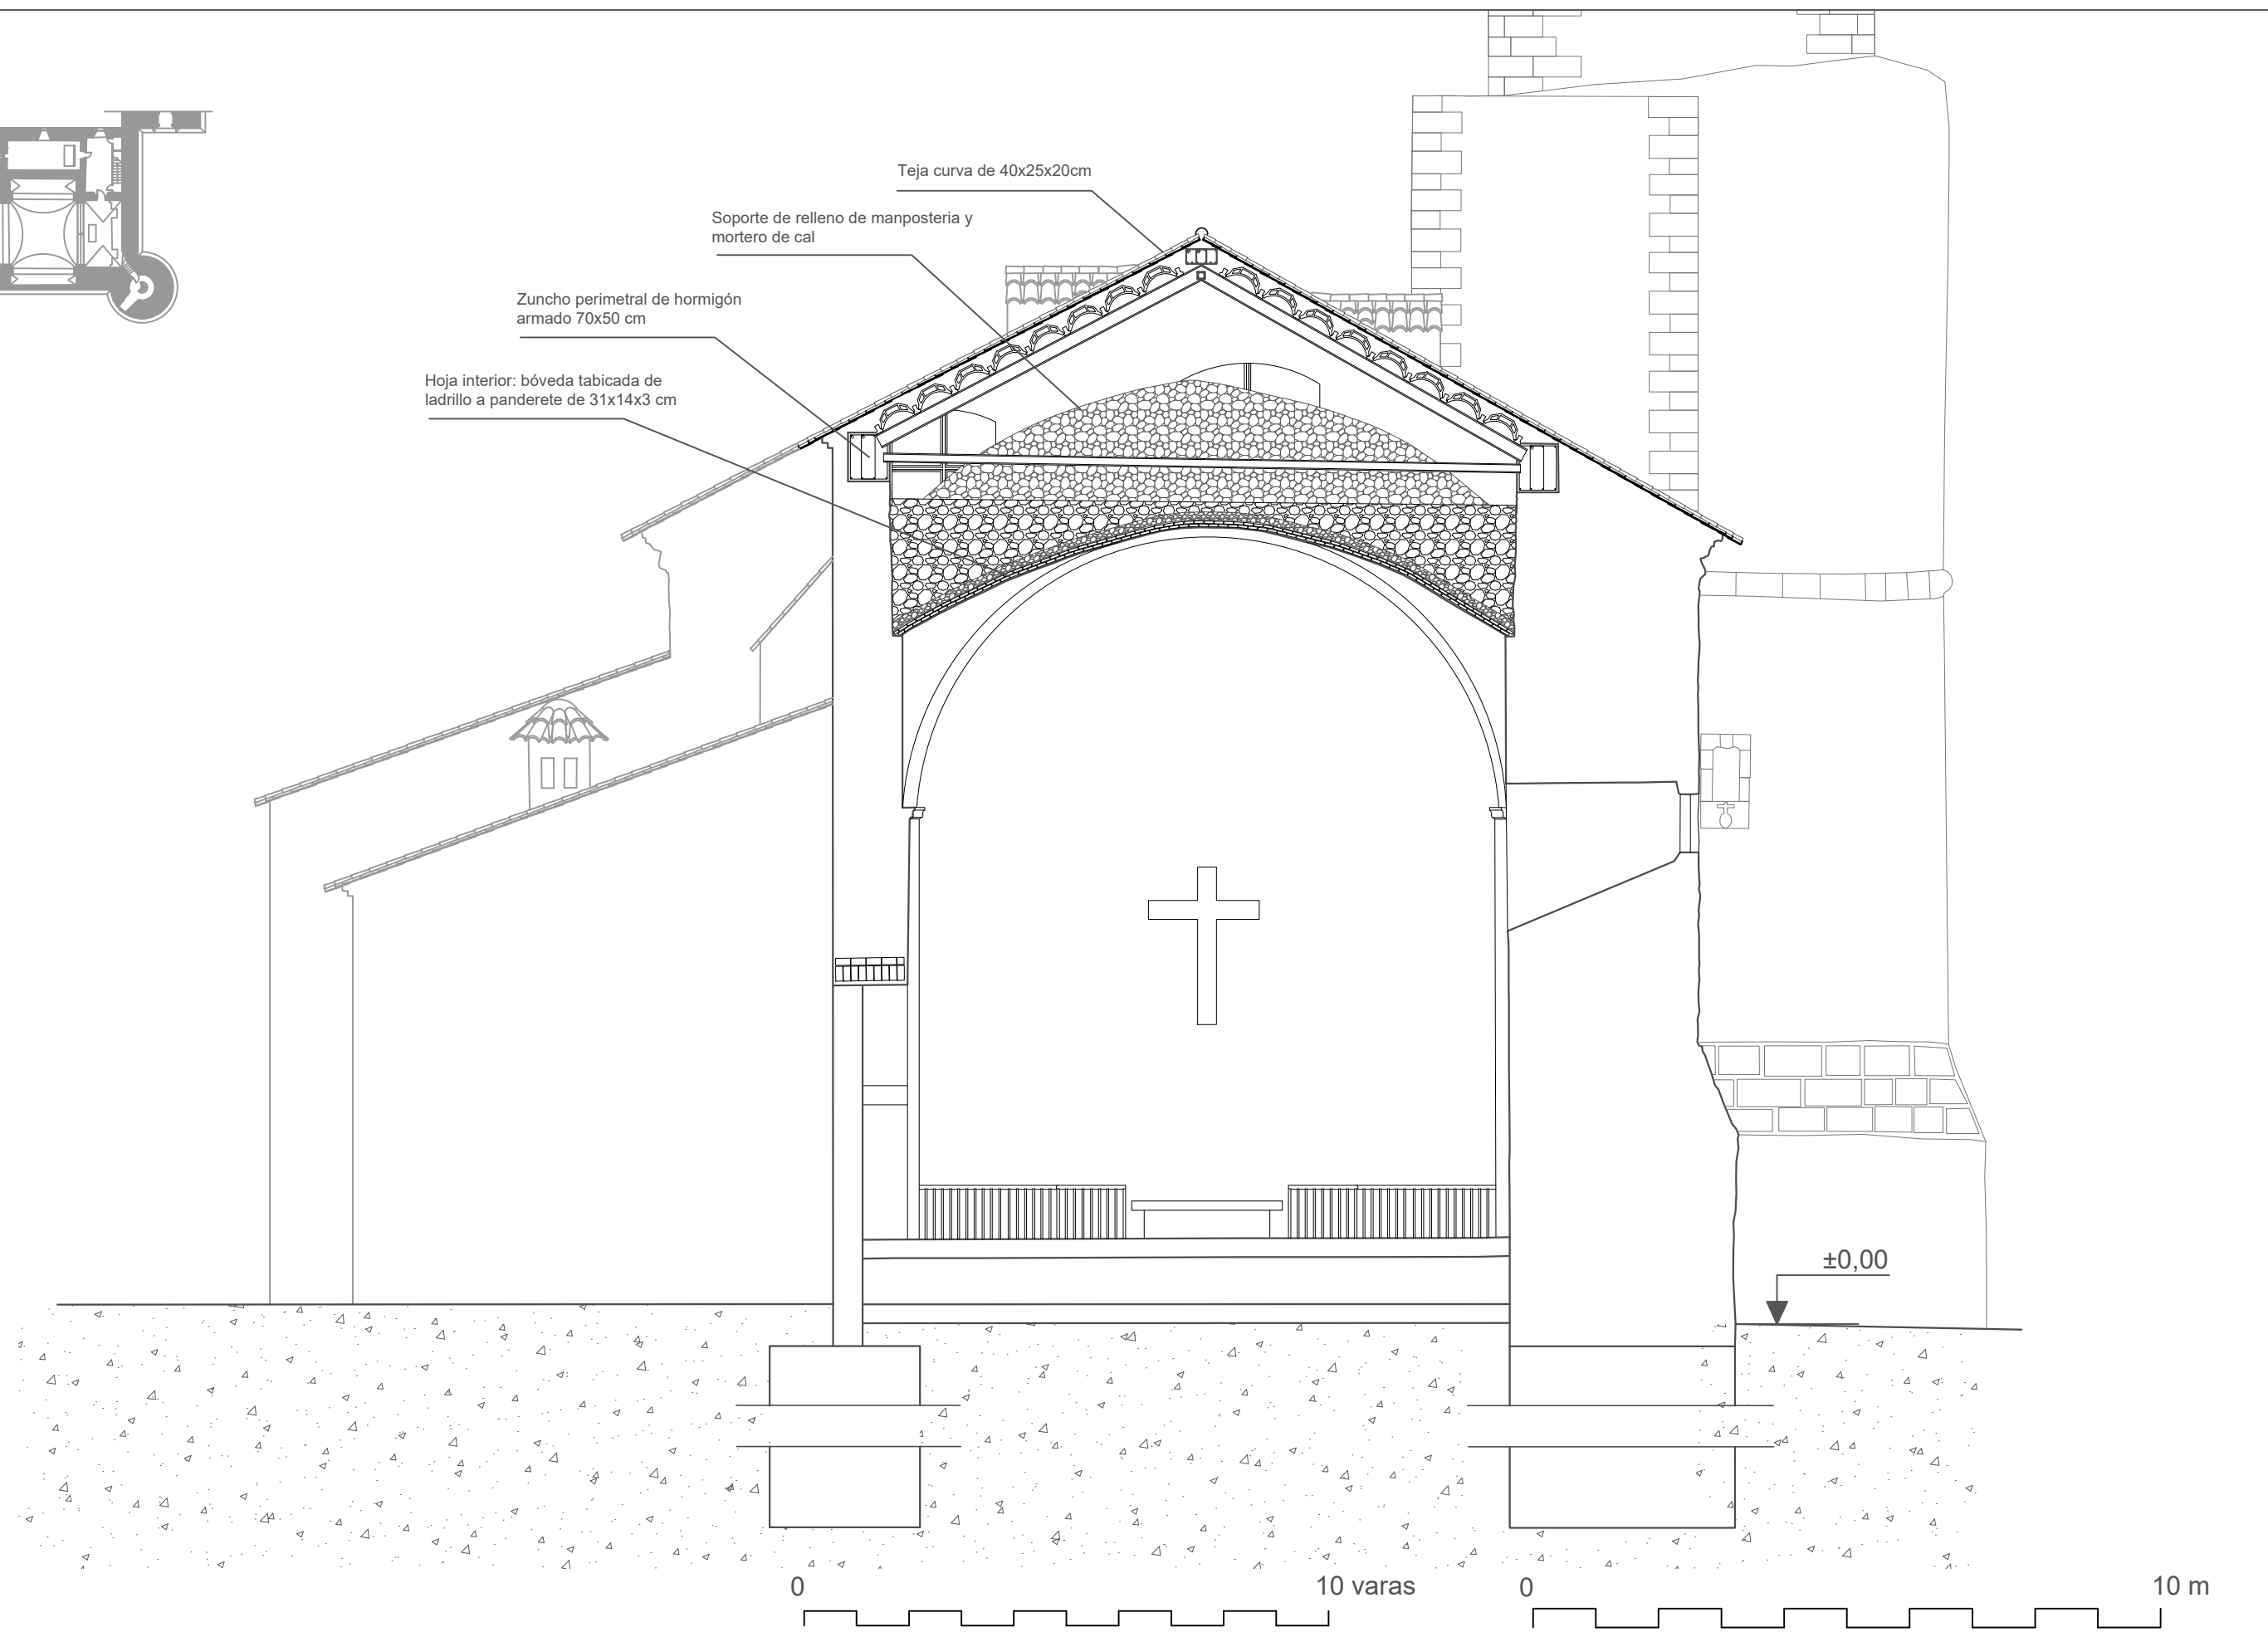 Teja curva de 40x25x20cm
Soporte de relleno de manposteria y
mortero de cal
Zuncho perimetral de hormigón
armado 70x50 cm
Hoja interior: bóveda tabicada de
ladrillo a panderete de 31x14x3 cm
±0,00
0
10 varas
0
10 m